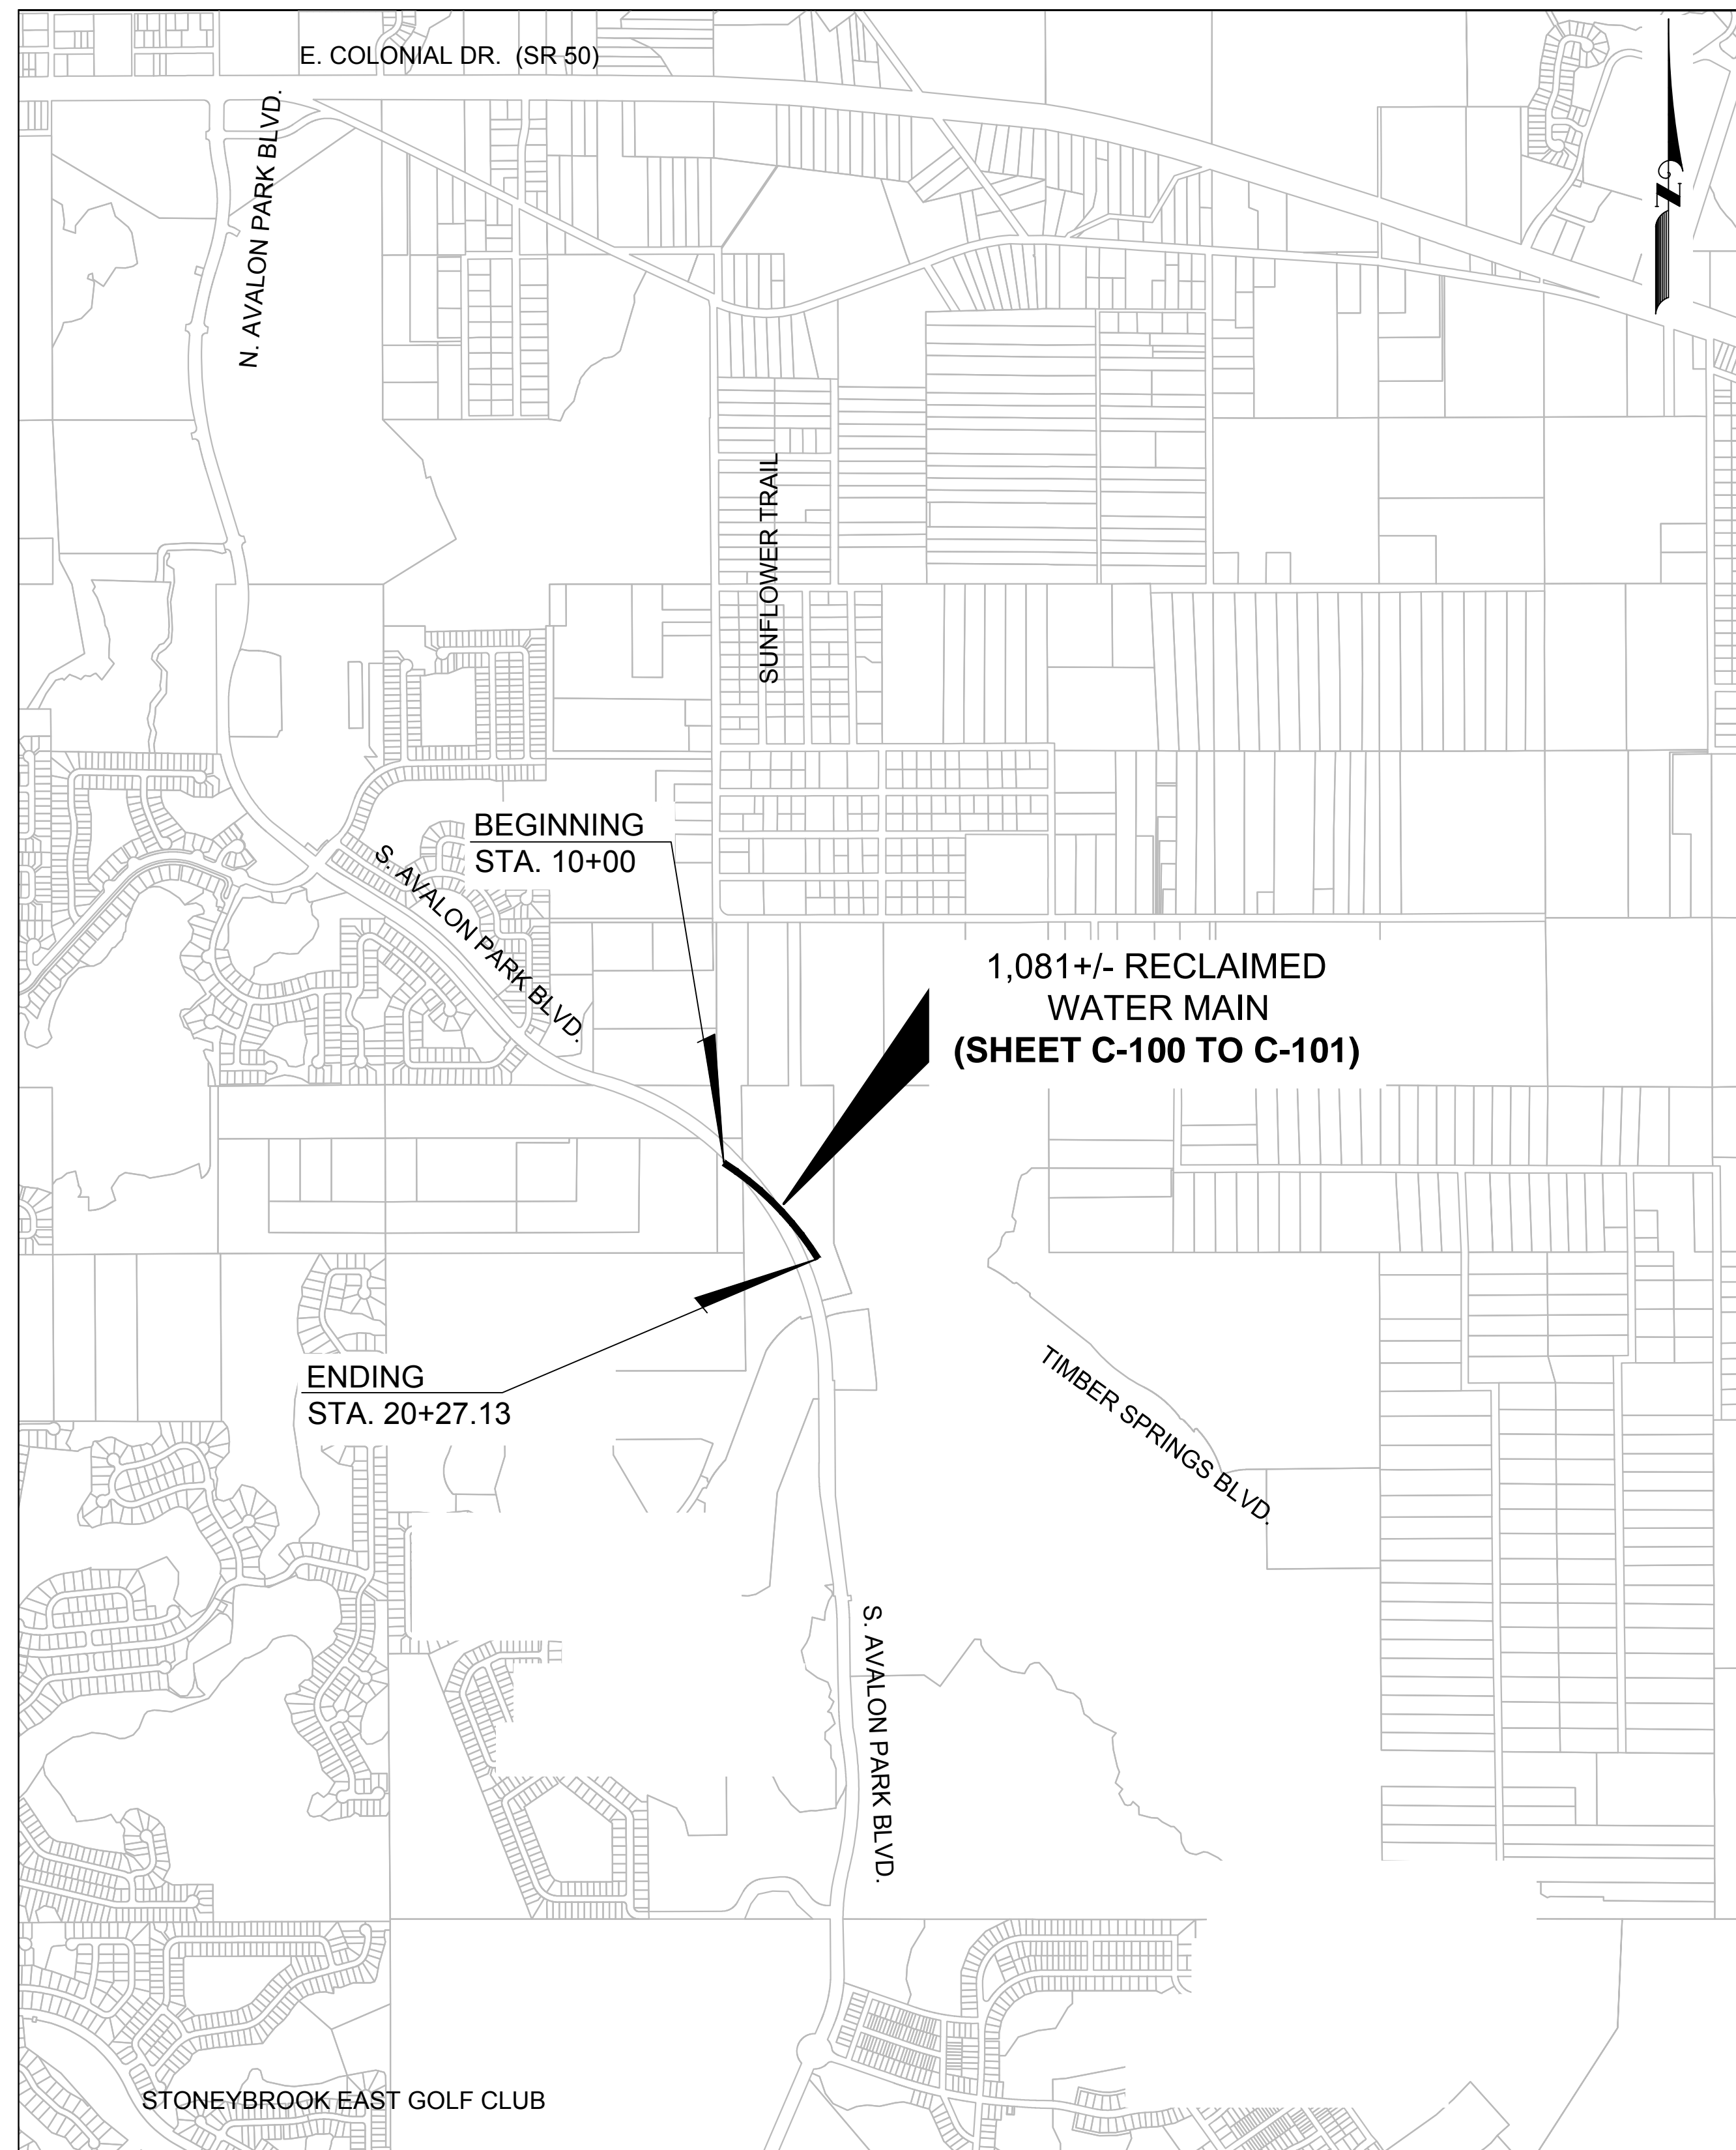 E. COLONIAL DR. (SR 50)
N. AVALON PARK BLVD.
N
SUNFLOWER TRAIL
BEGINNING
STA. 10+00
S. AVALON PARK BLVD.
1,081+/- RECLAIMED
WATER MAIN
(SHEET C-100 TO C-101)
ENDING
STA. 20+27.13
TIMBER SPRINGS BLVD.
S. AVALON PARK BLVD.
STONEYBROOK EAST GOLF CLUB